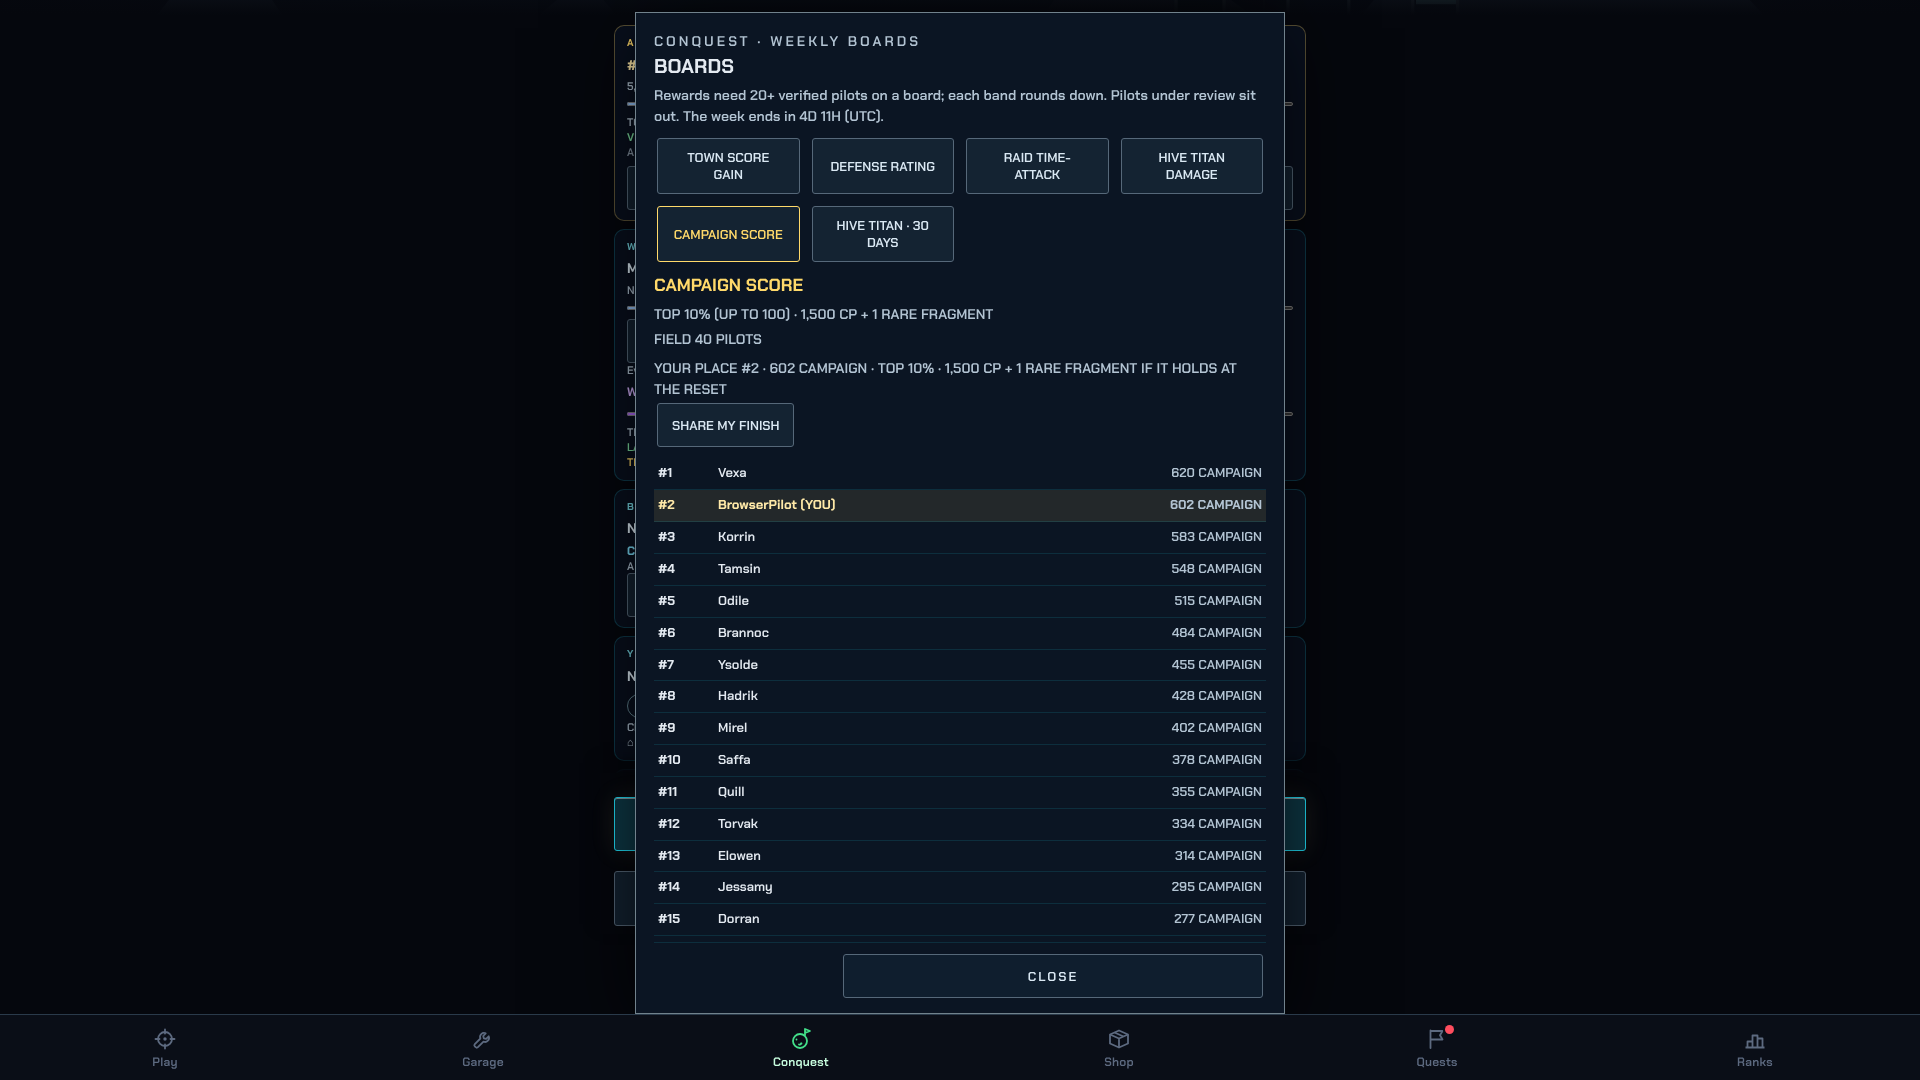 CONQUEST · WEEKLY BOARDS
BOARDS
Rewards need 20+ verified pilots on a board; each band rounds down. Pilots under review sit
out. The week ends in 4D 11H (UTC).
TOWN SCORE
GAIN
DEFENSE RATING
RAID TIME-
ATTACK
HIVE TITAN
DAMAGE
CAMPAIGN SCORE
HIVE TITAN · 30
DAYS
CAMPAIGN SCORE
TOP 10% (UP TO 100) · 1,500 CP + 1 RARE FRAGMENT
FIELD 40 PILOTS
YOUR PLACE #2 · 602 CAMPAIGN · TOP 10% · 1,500 CP + 1 RARE FRAGMENT IF IT HOLDS AT
THE RESET
SHARE MY FINISH
#1 Vexa 620 CAMPAIGN
#2 BrowserPilot (YOU) 602 CAMPAIGN
#3 Korrin 583 CAMPAIGN
#4 Tamsin 548 CAMPAIGN
#5 Odile 515 CAMPAIGN
#6 Brannoc 484 CAMPAIGN
#7 Ysolde 455 CAMPAIGN
#8 Hadrik 428 CAMPAIGN
#9 Mirel 402 CAMPAIGN
#10 Saffa 378 CAMPAIGN
#11 Quill 355 CAMPAIGN
#12 Torvak 334 CAMPAIGN
#13 Elowen 314 CAMPAIGN
#14 Jessamy 295 CAMPAIGN
#15 Dorran 277 CAMPAIGN
CLOSE
Play
Garage
Conquest
Shop
Quests
Ranks